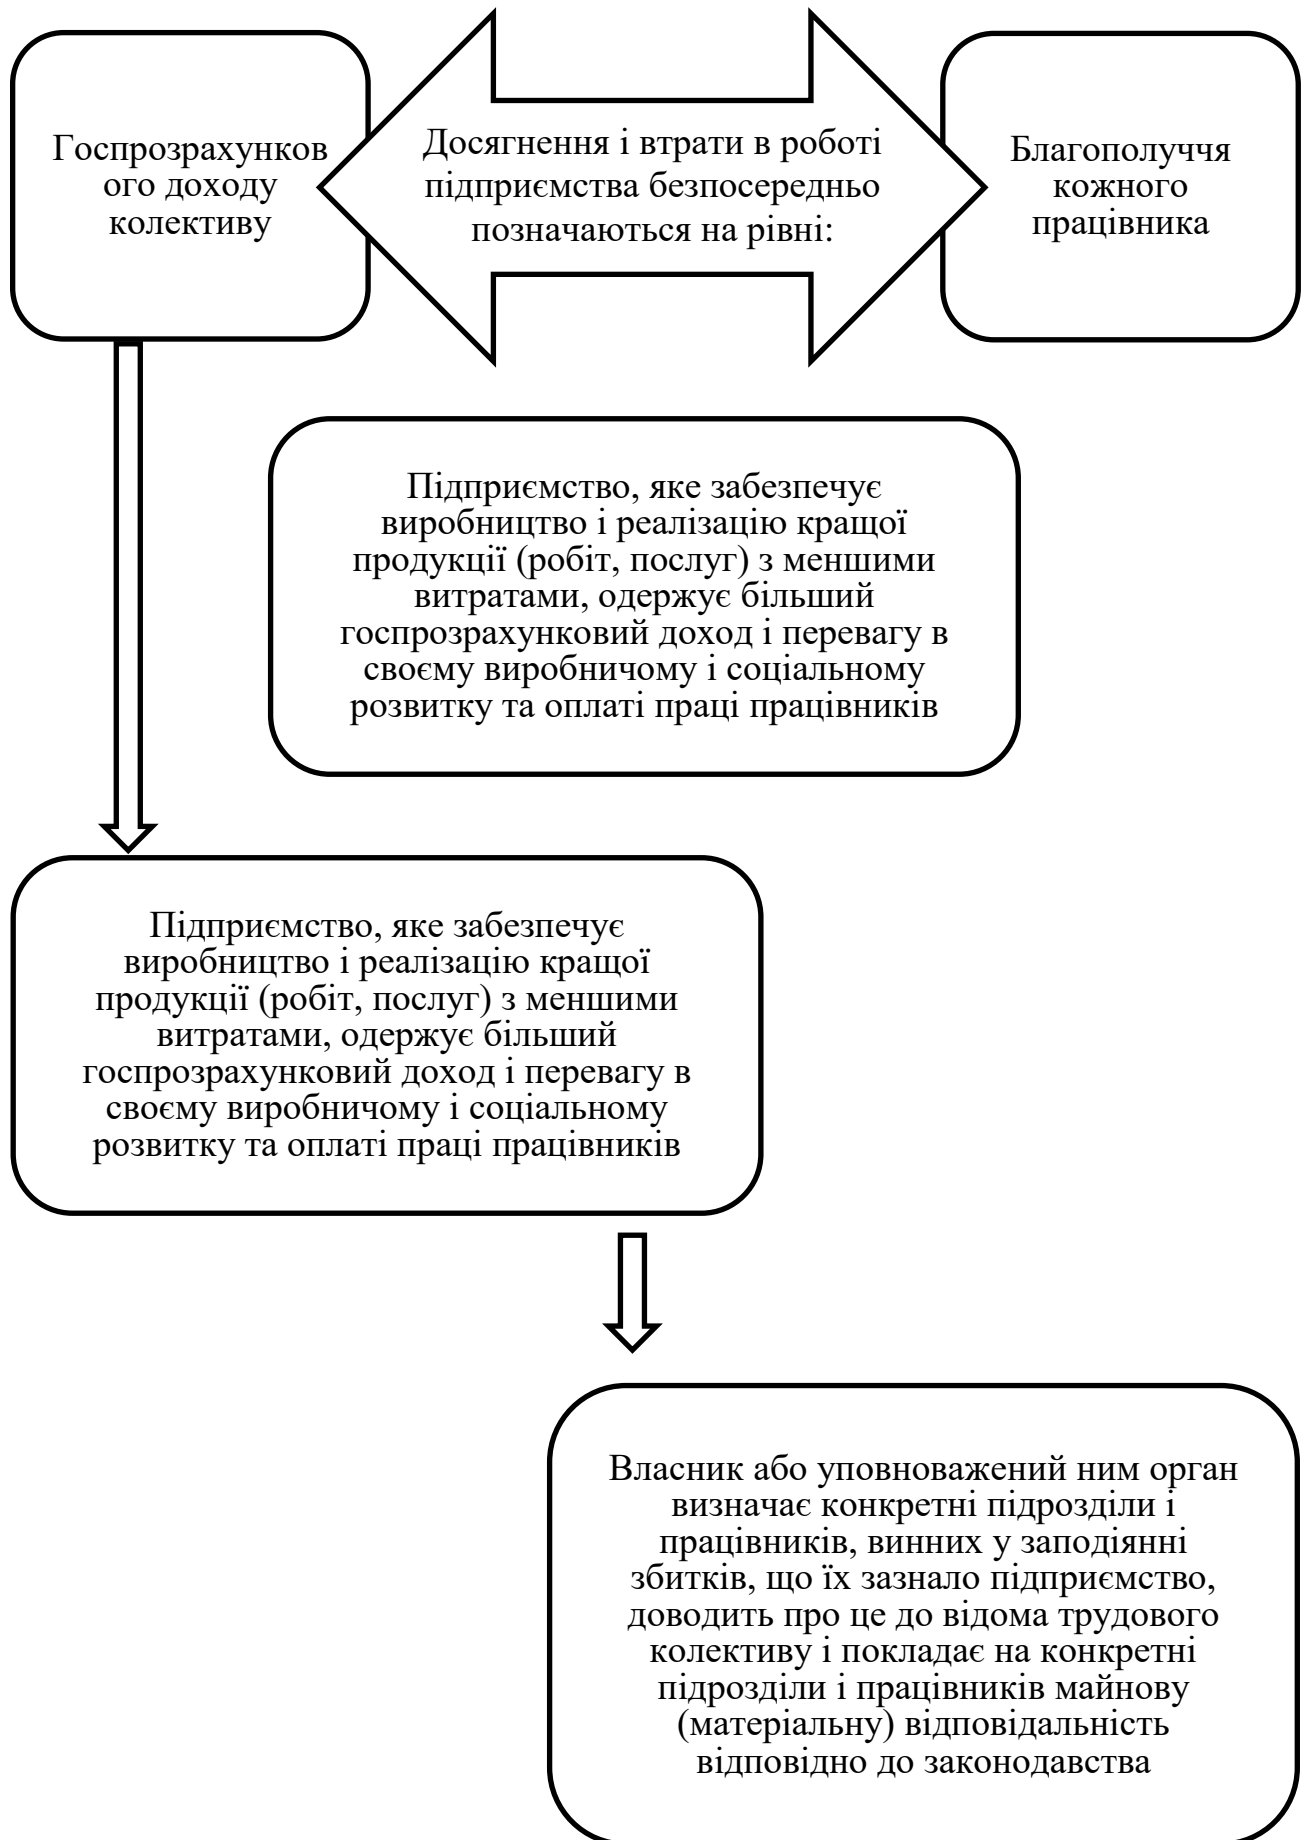 Госпрозрахунков
ого доходу
колективу
Досягнення і втрати в роботі
підприємства безпосередньо
позначаються на рівні:
Благополуччя
кожного
працівника
Підприємство, яке забезпечує
виробництво і реалізацію кращої
продукції (робіт, послуг) з меншими
витратами, одержує більший
госпрозрахунковий доход і перевагу в
своєму виробничому і соціальному
розвитку та оплаті праці працівників
Підприємство, яке забезпечує
виробництво і реалізацію кращої
продукції (робіт, послуг) з меншими
витратами, одержує більший
госпрозрахунковий доход і перевагу в
своєму виробничому і соціальному
розвитку та оплаті праці працівників
Власник або уповноважений ним орган
визначає конкретні підрозділи і
працівників, винних у заподіянні
збитків, що їх зазнало підприємство,
доводить про це до відома трудового
колективу і покладає на конкретні
підрозділи і працівників майнову
(матеріальну) відповідальність
відповідно до законодавства